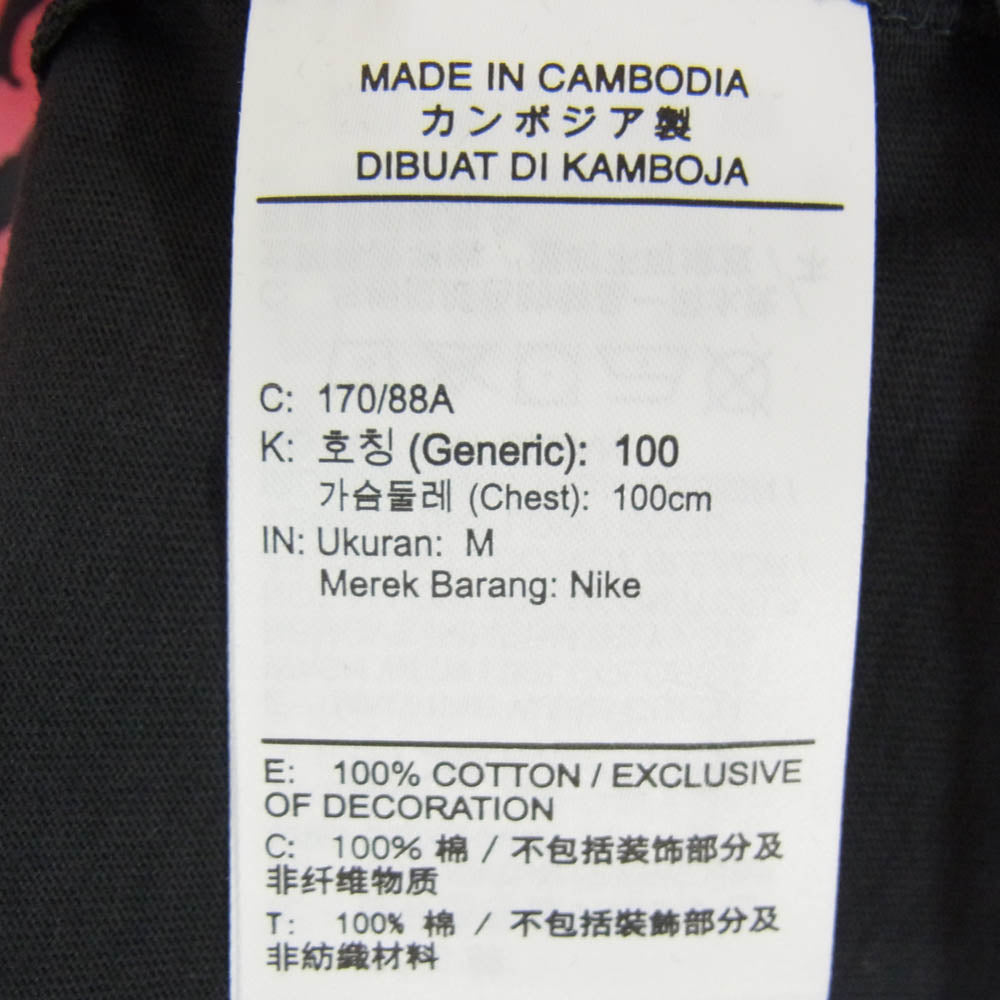 MADE IN CAMBODIA
カンボジア製
DIBUAT DI KAMBOJA
C: 170/88A
K: 호칭 (Generic): 100
가슴둘레 (Chest): 100cm
IN: Ukuran: M
Merek Barang: Nike
E: 100% COTTON / EXCLUSIVE
OF DECORATION
C: 100% 棉 / 不包括装饰部分及
非纤维物质
T: 100% 棉 / 不包括裝飾部分及
非紡織材料